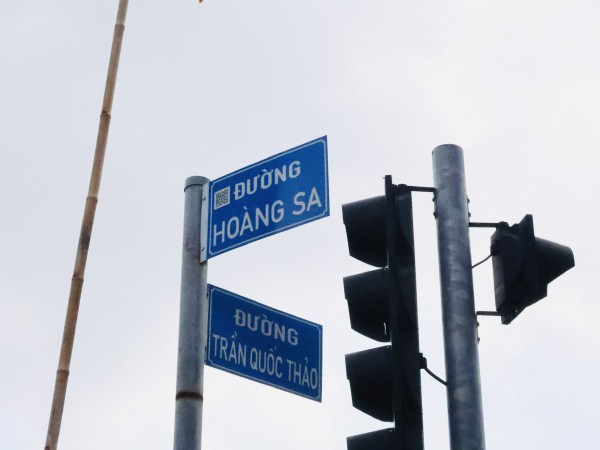 ĐƯỜNG
HOÀNG SA
ĐƯỜNG
TRẦN QUỐC THẢO